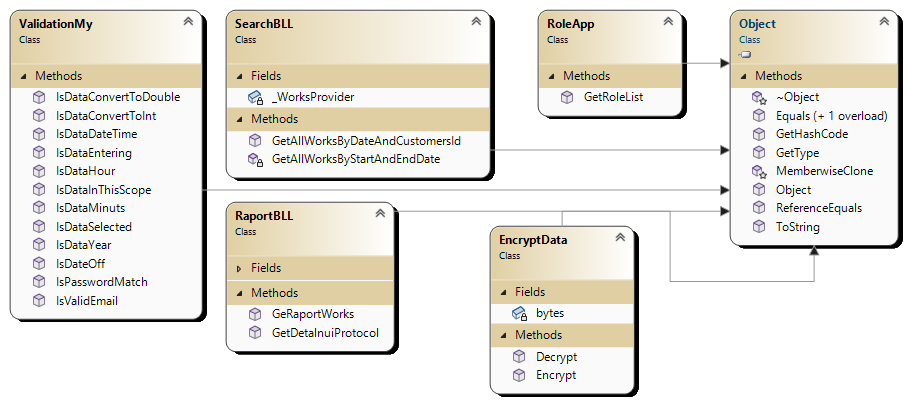 ValidationMy
Class
Methods
IsDataConvertToDouble
IsDataConvertToInt
IsDataDateTime
IsDataEntering
IsDataHour
IsDataInThisScope
IsDataMinuts
IsDataSelected
IsDataYear
IsDateOff
IsPasswordMatch
IsValidEmail
SearchBLL
Class
Fields
_WorksProvider
Methods
GetAllWorksByDateAndCustomersId
GetAllWorksByStartAndEndDate
RaportBLL
Class
Fields
Methods
GeRaportWorks
GetDetalnuiProtocol
RoleApp
Class
Methods
GetRoleList
EncryptData
Class
Fields
bytes
Methods
Decrypt
Encrypt
Object
Class
Methods
~Object
Equals (+ 1 overload)
GetHashCode
GetType
MemberwiseClone
Object
ReferenceEquals
ToString